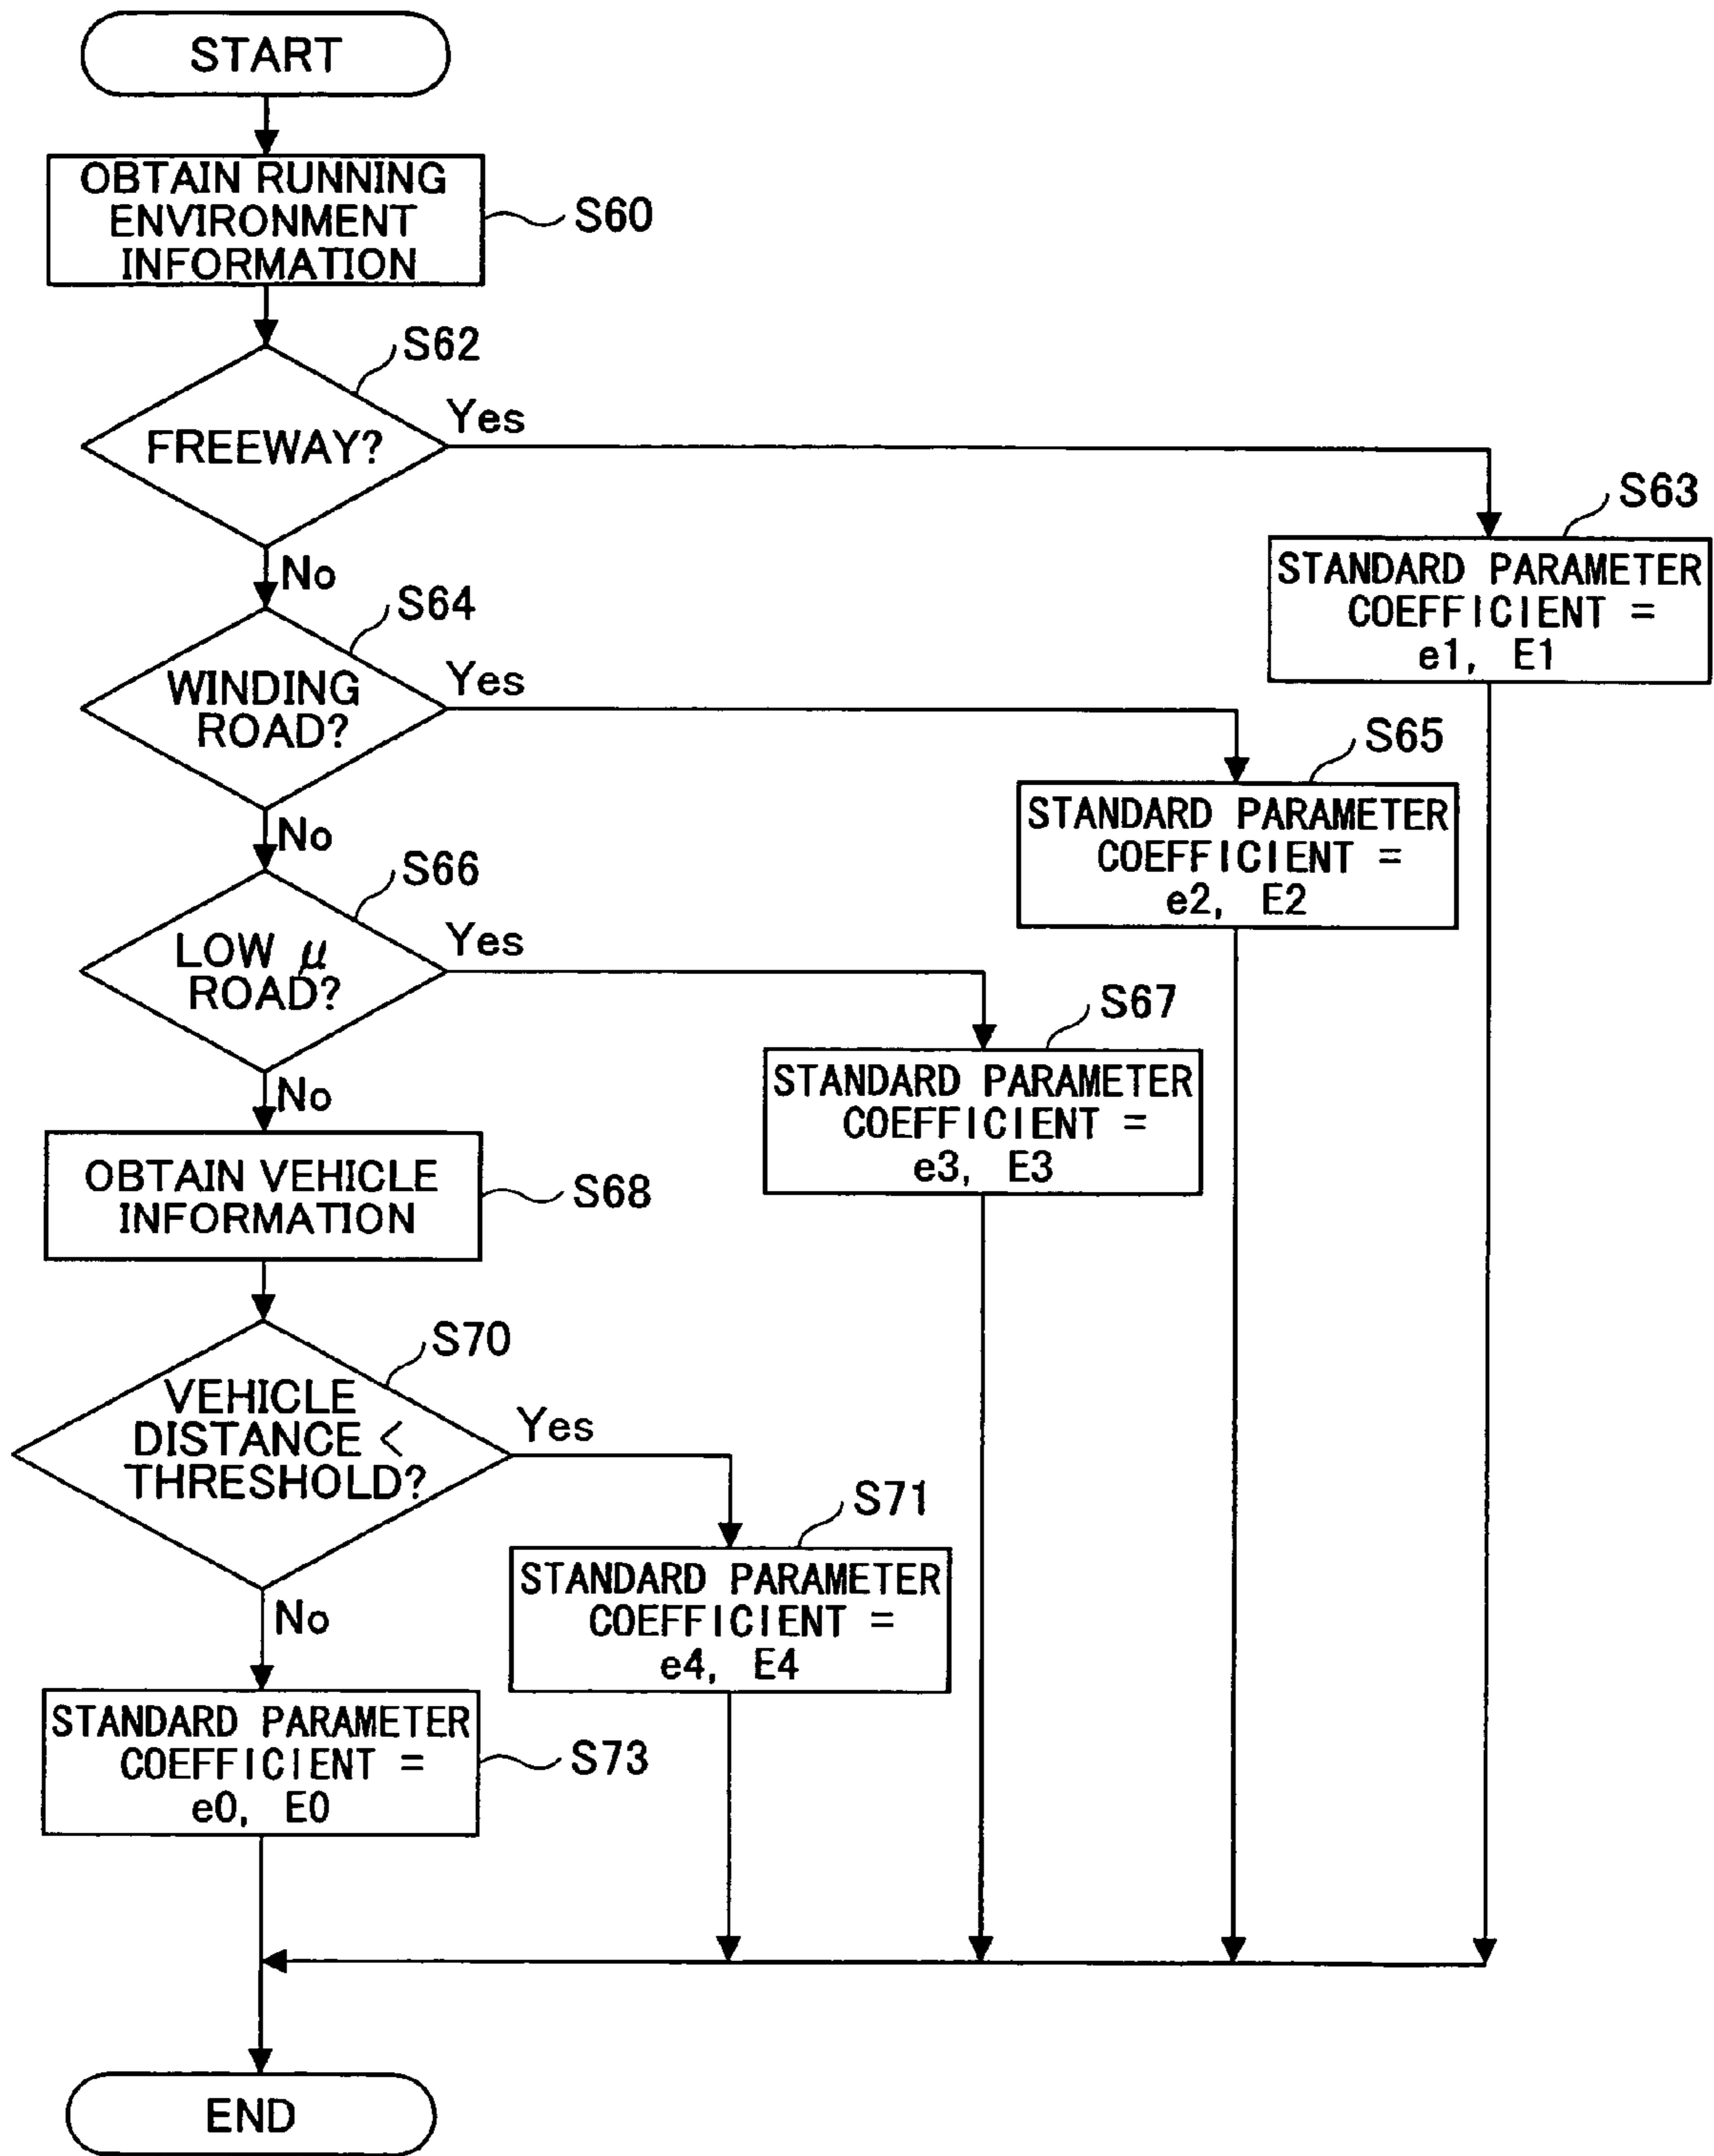 START
OBTAIN RUNNING
ENVIRONMENT
INFORMATION
S60
S62
FREEWAY?
Yes
No
S63
STANDARD PARAMETER
COEFFICIENT =
e1, E1
S64
WINDING
ROAD?
Yes
No
S65
STANDARD PARAMETER
COEFFICIENT =
e2, E2
S66
LOW μ
ROAD?
Yes
No
S67
STANDARD PARAMETER
COEFFICIENT =
e3, E3
OBTAIN VEHICLE
INFORMATION
S68
S70
VEHICLE
DISTANCE <
THRESHOLD?
Yes
No
S71
STANDARD PARAMETER
COEFFICIENT =
e4, E4
STANDARD PARAMETER
COEFFICIENT =
e0, E0
S73
END